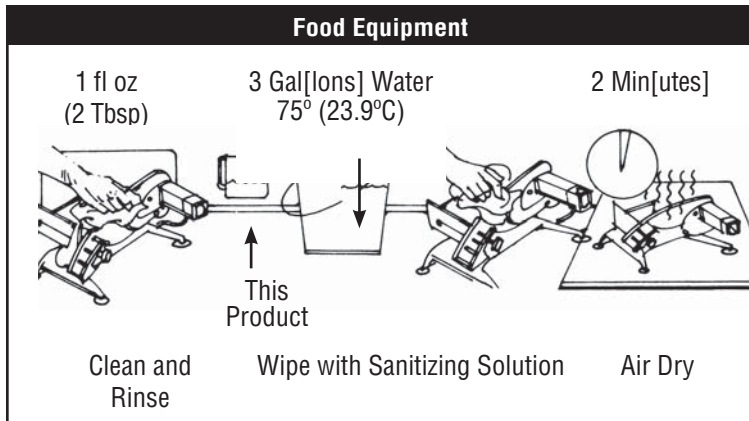 Food Equipment
1 fl oz
(2 Tbsp)
3 Gal[lons] Water
75º (23.9ºC)
2 Min[utes]
This
Product
Clean and
Rinse
Wipe with Sanitizing Solution
Air Dry